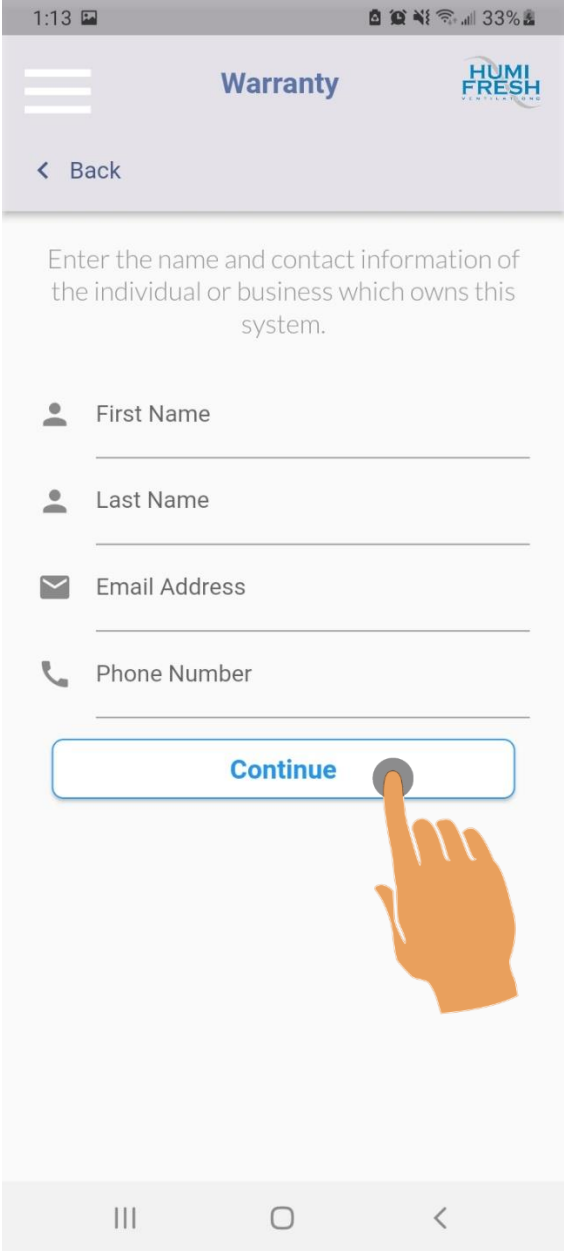 1:13 33%
Warranty
HUMI
FRESH
VENTILATIONS
Back
Enter the name and contact information of
the individual or business which owns this
system.
First Name
Last Name
Email Address
Phone Number
Continue